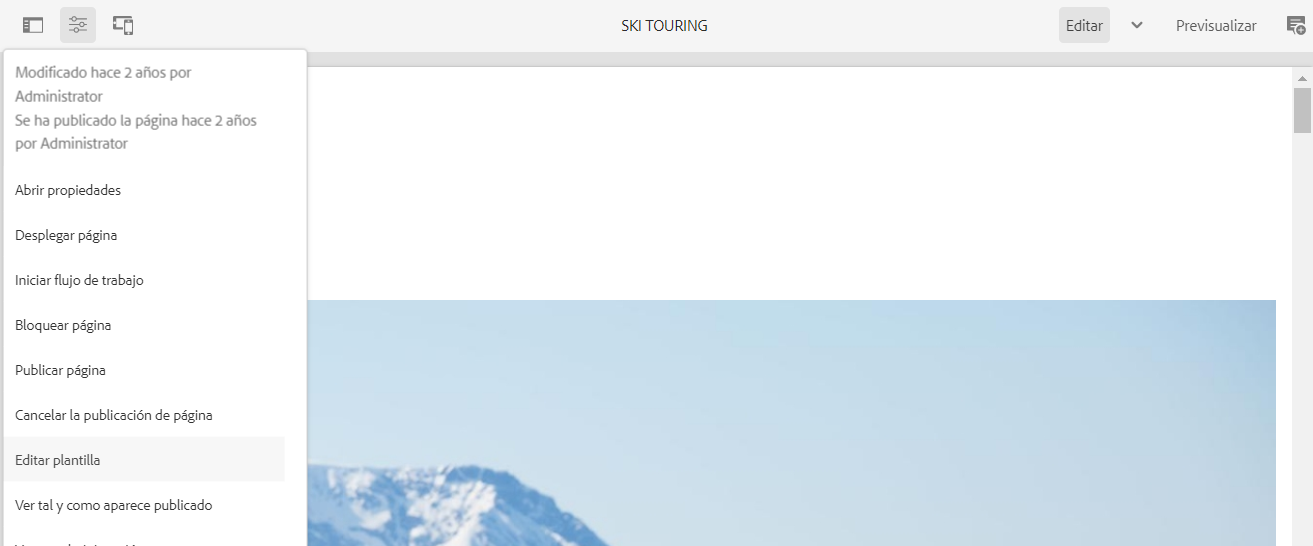 SKI TOURING
Editar
Previsualizar
Modificado hace 2 años por
Administrator
Se ha publicado la página hace 2 años
por Administrator
Abrir propiedades
Desplegar página
Iniciar flujo de trabajo
Bloquear página
Publicar página
Cancelar la publicación de página
Editar plantilla
Ver tal y como aparece publicado